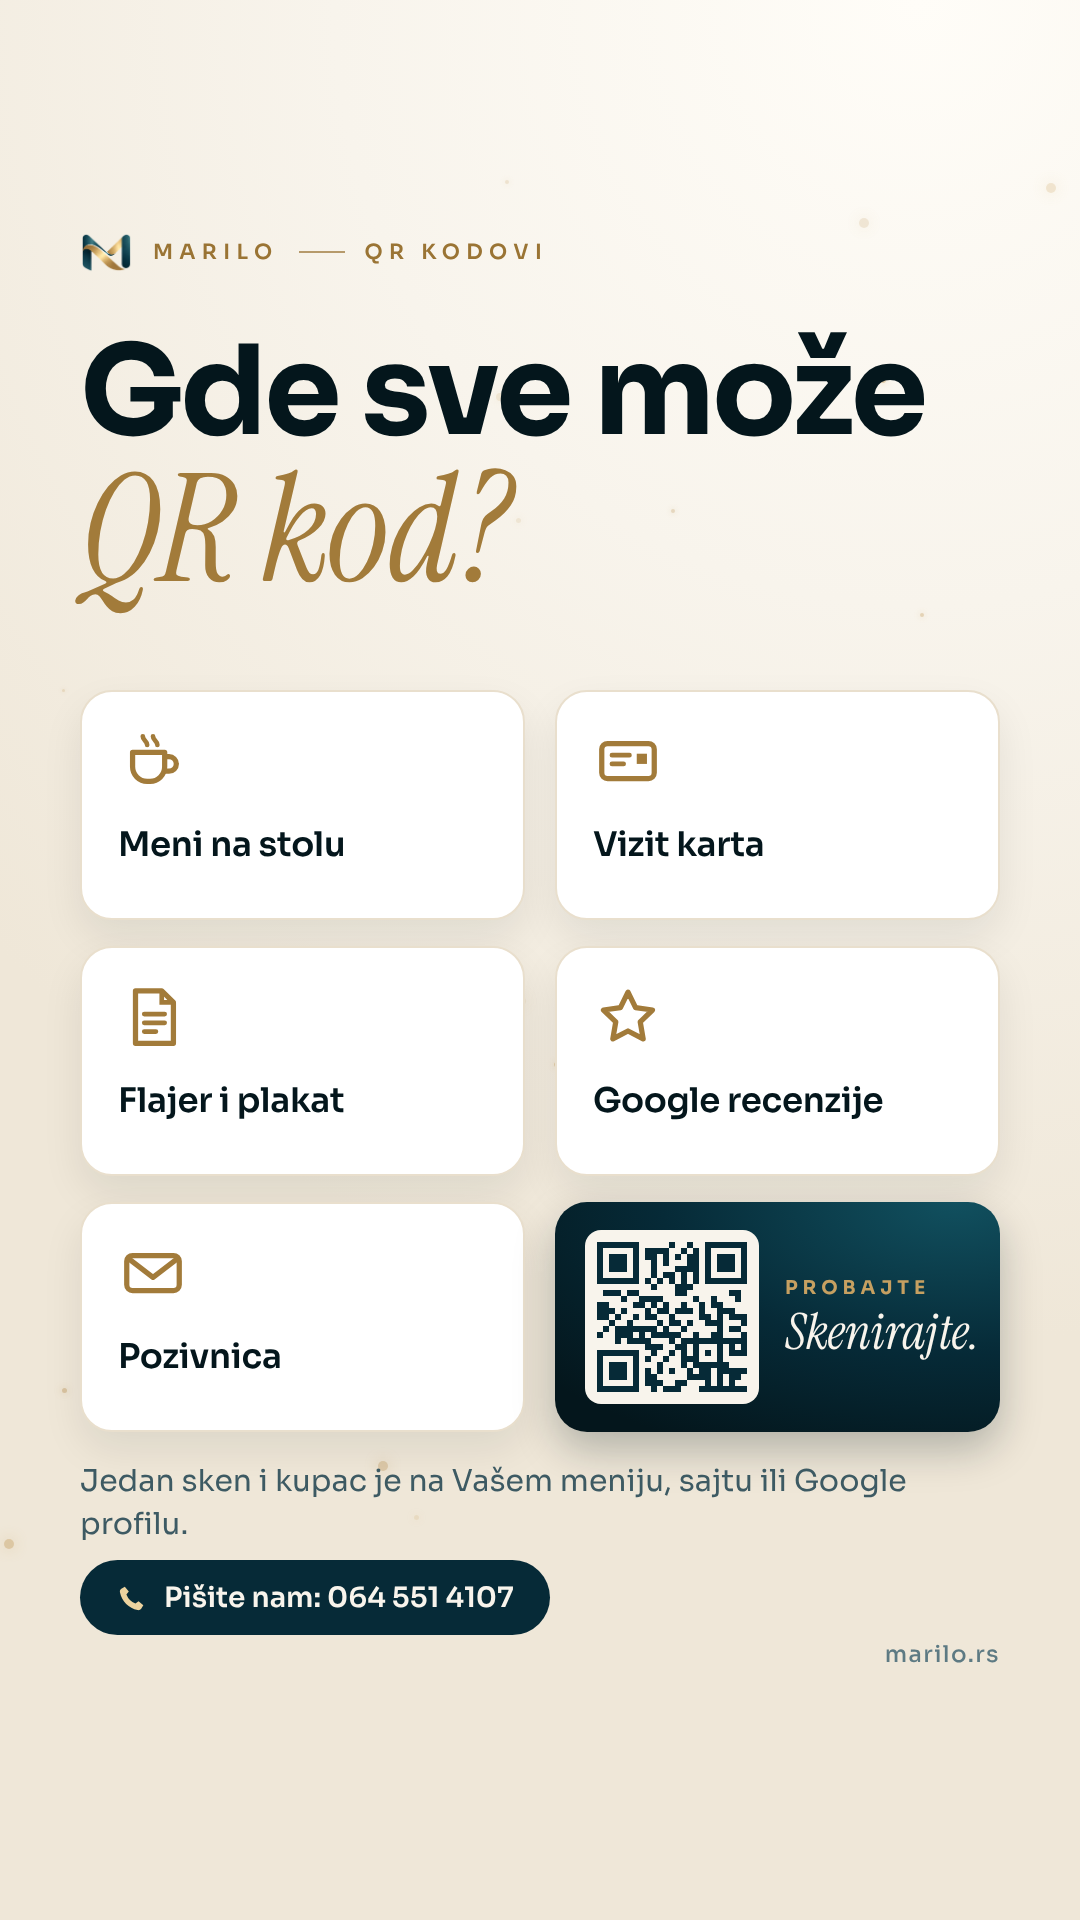 MARILO — QR KODOVI
Gde sve može
QR kod?
Meni na stolu
Vizit karta
Flajer i plakat
Google recenzije
Pozivnica
PROBAJTE
Skenirajte.
Jedan sken i kupac je na Vašem meniju, sajtu ili Google
profilu.
Pišite nam: 064 551 4107
marilo.rs